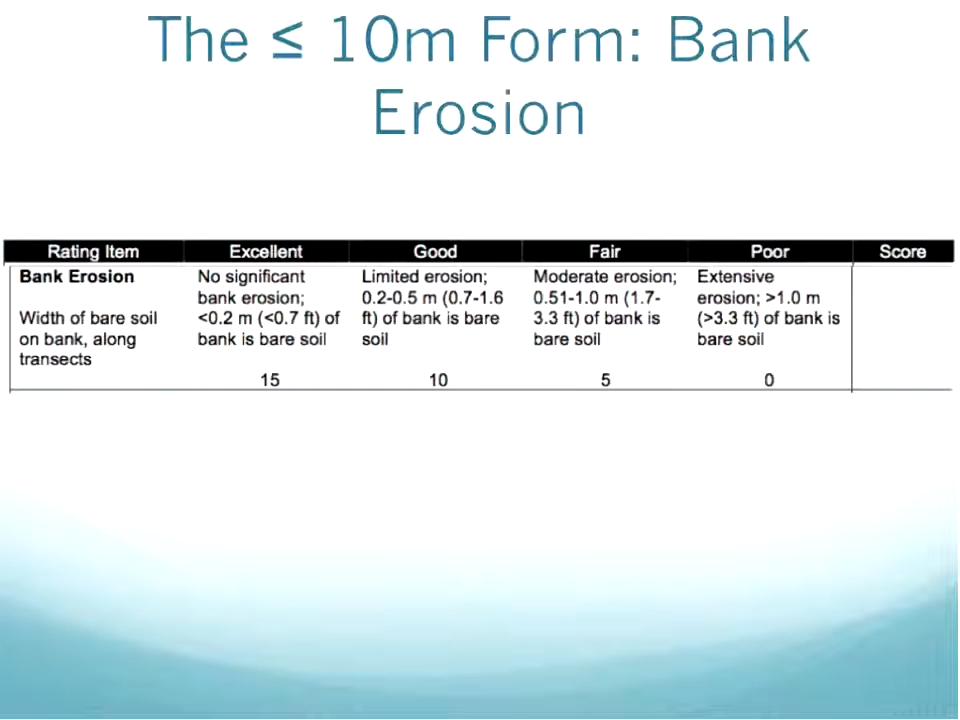 The ≤ 10m Form: Bank
Erosion
Rating Item Excellent Good Fair Poor Score
Bank Erosion
Width of bare soil
on bank, along
transects
No significant
bank erosion;
<0.2 m (<0.7 ft) of
bank is bare soil
15
Limited erosion;
0.2-0.5 m (0.7-1.6
ft) of bank is bare
soil
10
Moderate erosion;
0.51-1.0 m (1.7-
3.3 ft) of bank is
bare soil
5
Extensive
erosion; >1.0 m
(>3.3 ft) of bank is
bare soil
0